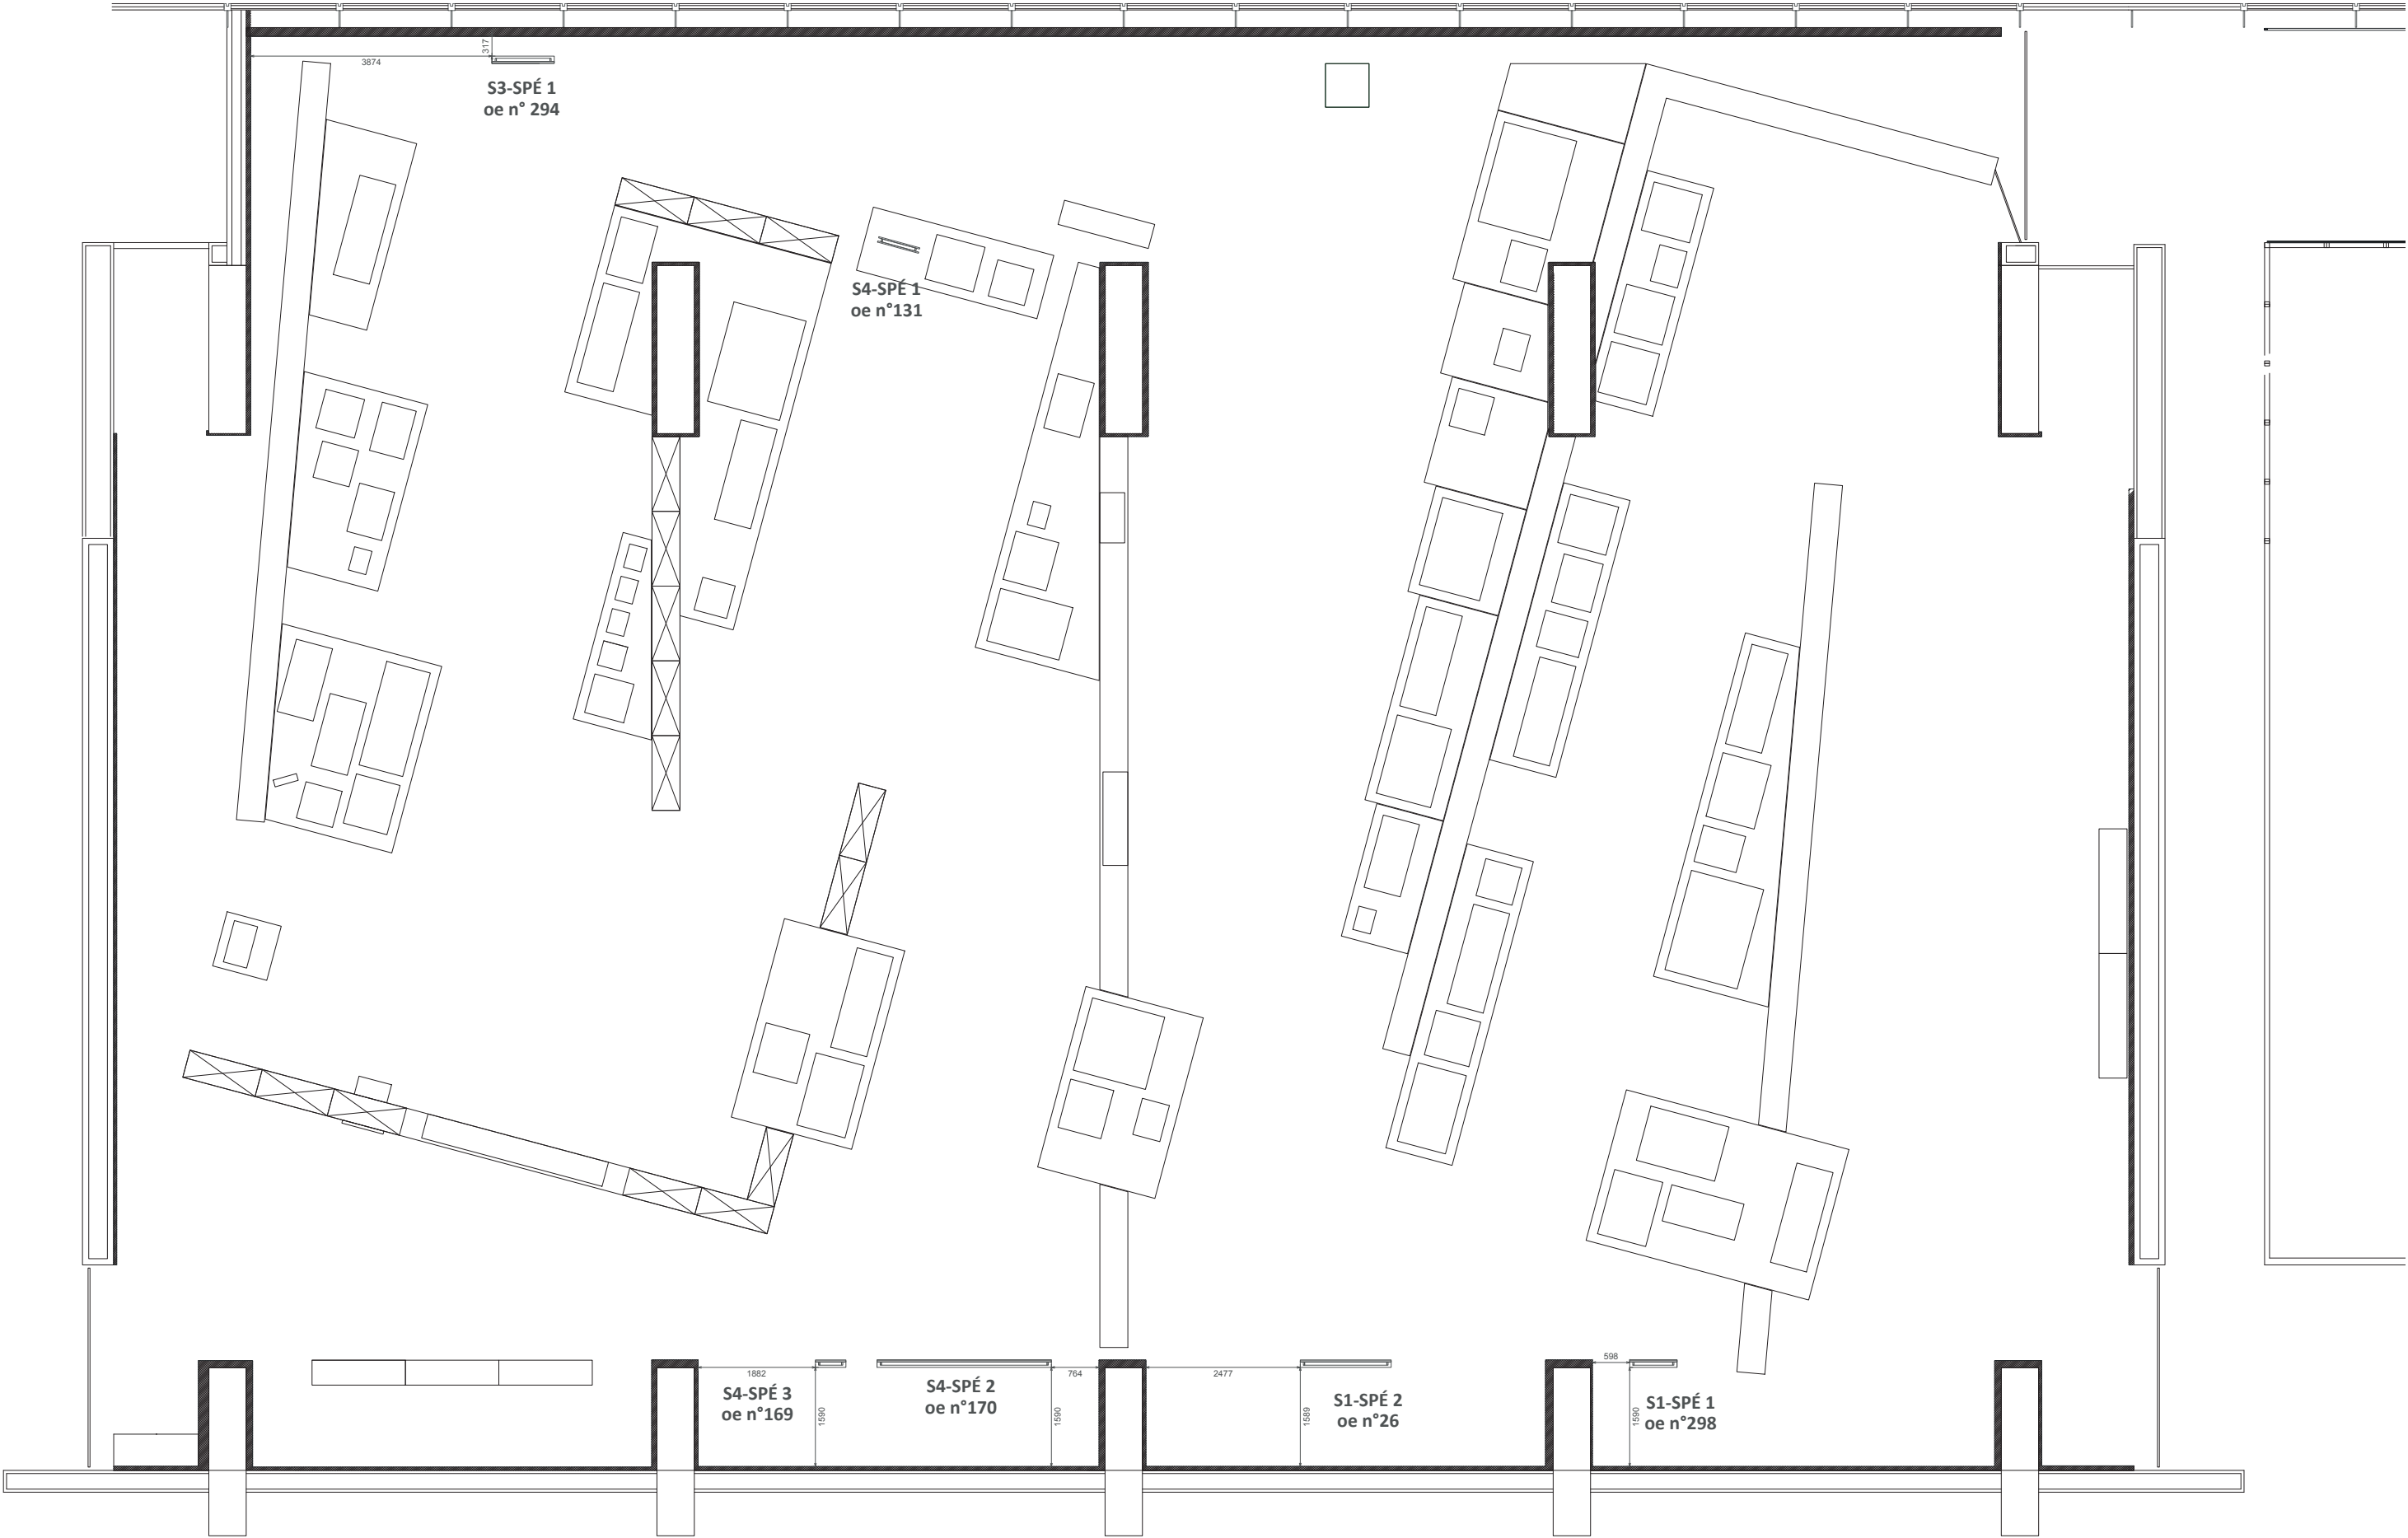 317
3874
S3-SPÉ 1
oe n° 294
S4-SPÉ 1
oe n°131
1882
764
2477
598
S4-SPÉ 3
oe n°169
1590
S4-SPÉ 2
oe n°170
1590
1589
S1-SPÉ 2
oe n°26
1590
S1-SPÉ 1
oe n°298